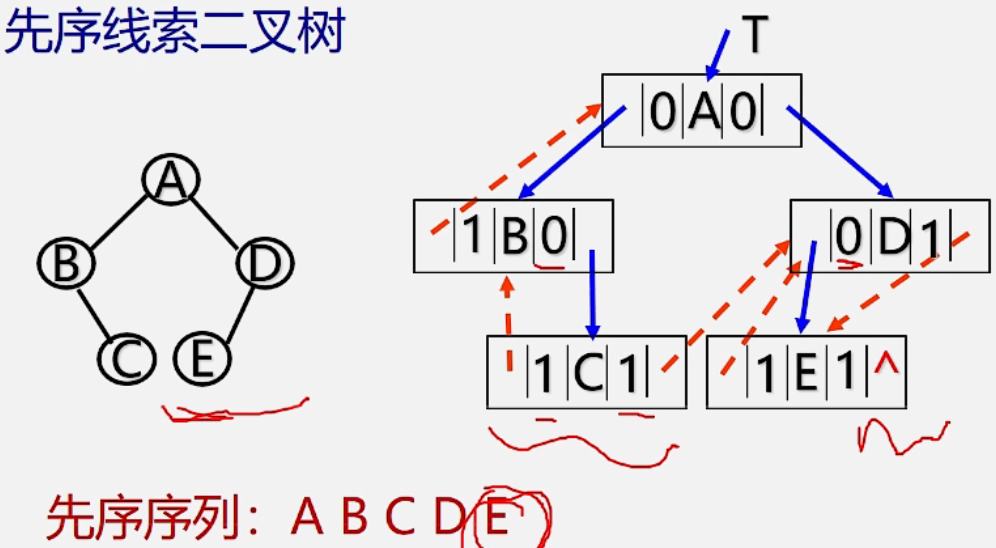 先序线索二叉树
T
0 A 0
A
1 B 0
0 D 1
B
D
C
E
1 C 1
1 E 1 ^
先序序列：A B C D E